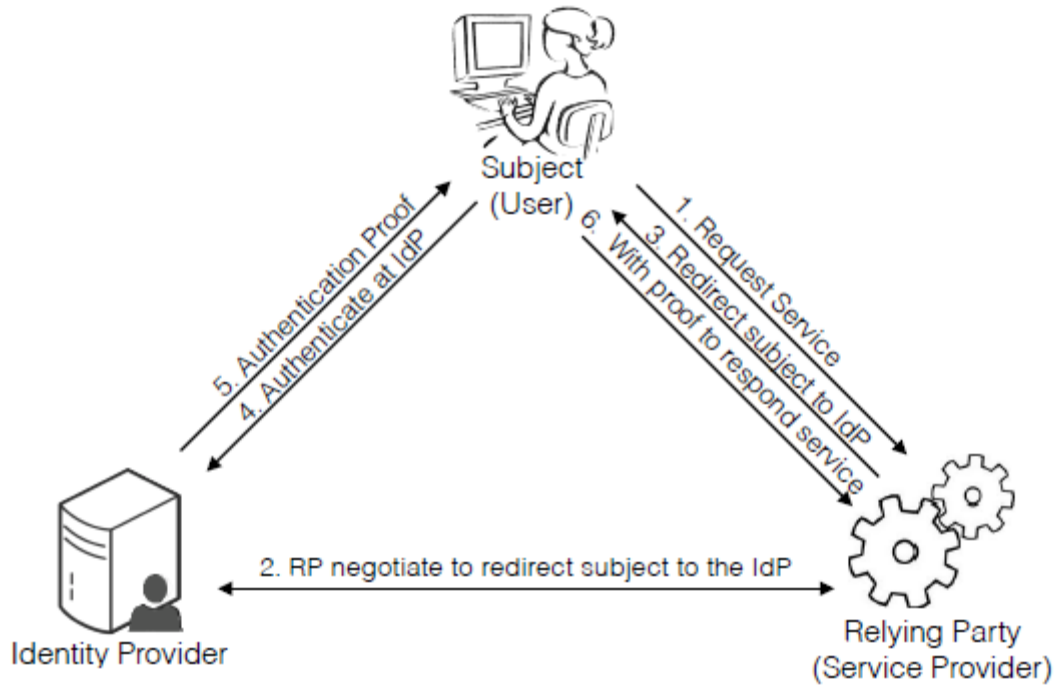 Subject
(User)
1. Request Service
3. Redirect subject to IdP
6. With proof to respond service
5. Authentication Proof
4. Authenticate at IdP
2. RP negotiate to redirect subject to the IdP
Identity Provider
Relying Party
(Service Provider)